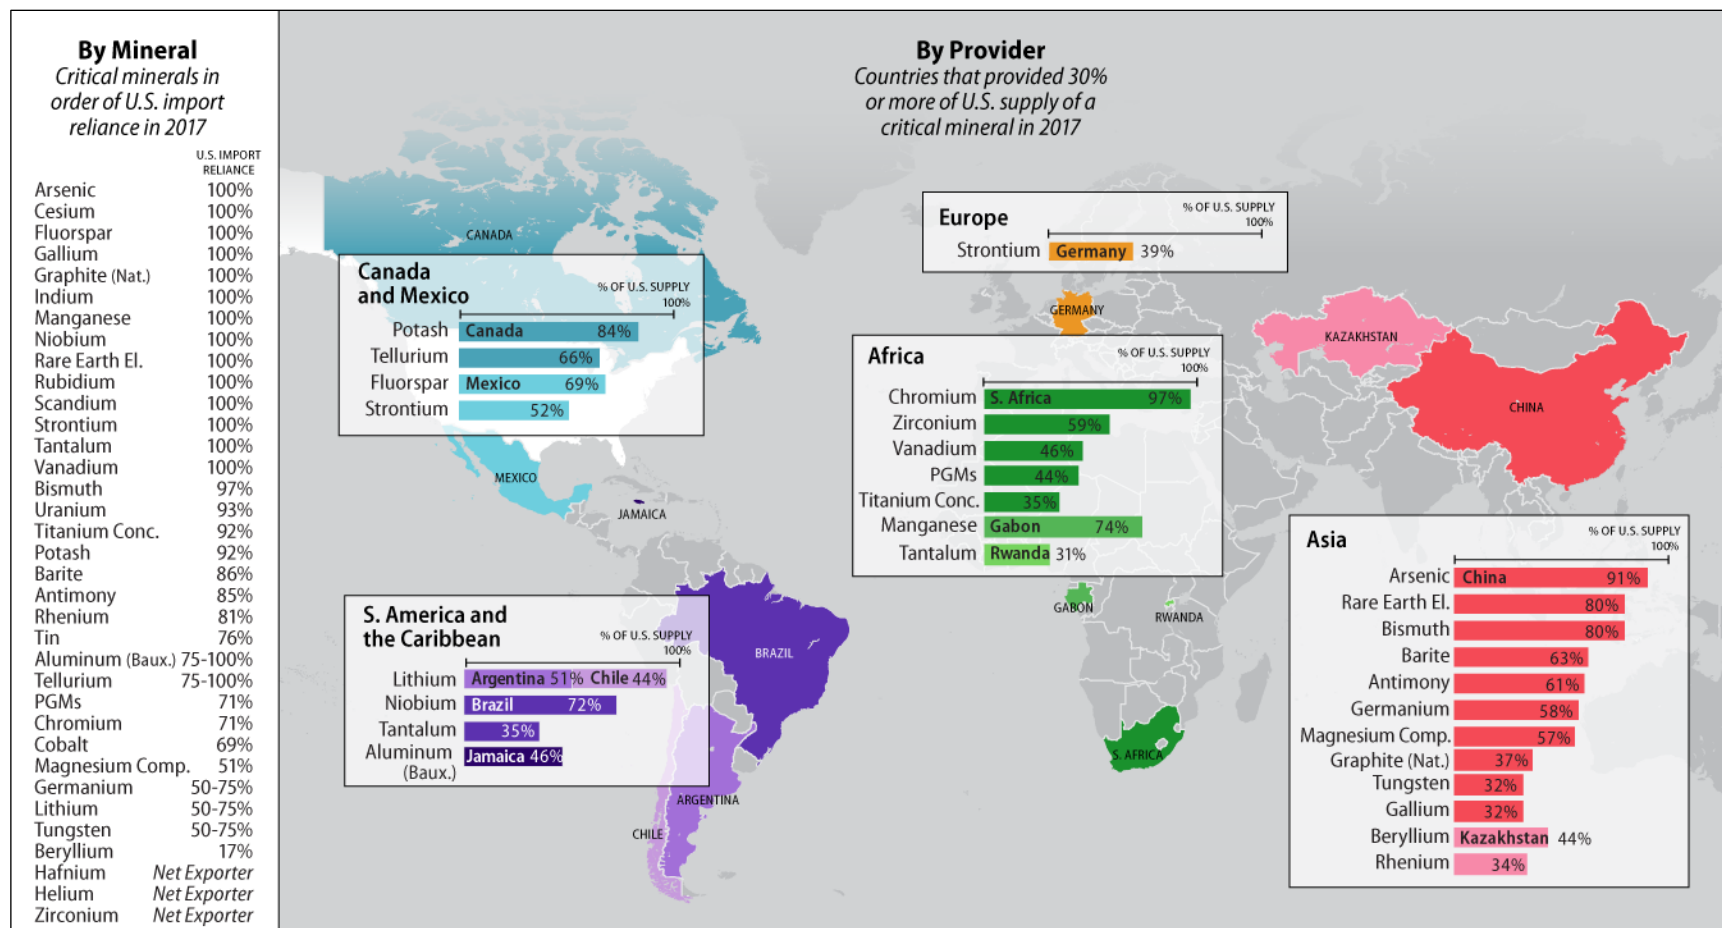 By Mineral
Critical minerals in
order of U.S. import
reliance in 2017
U.S. IMPORT
RELIANCE
Arsenic 100%
Cesium 100%
Fluorspar 100%
Gallium 100%
Graphite (Nat.) 100%
Indium 100%
Manganese 100%
Niobium 100%
Rare Earth El. 100%
Rubidium 100%
Scandium 100%
Strontium 100%
Tantalum 100%
Vanadium 100%
Bismuth 97%
Uranium 93%
Titanium Conc. 92%
Potash 92%
Barite 86%
Antimony 85%
Rhenium 81%
Tin 76%
Aluminum (Baux.) 75-100%
Tellurium 75-100%
PGMs 71%
Chromium 71%
Cobalt 69%
Magnesium Comp. 51%
Germanium 50-75%
Lithium 50-75%
Tungsten 50-75%
Beryllium 17%
Hafnium Net Exporter
Helium Net Exporter
Zirconium Net Exporter
By Provider
Countries that provided 30%
or more of U.S. supply of a
critical mineral in 2017
CANADA
Canada
and Mexico
% OF U.S. SUPPLY
100%
Potash Canada 84%
Tellurium 66%
Fluorspar Mexico 69%
Strontium 52%
MEXICO
JAMAICA
S. America and
the Caribbean
% OF U.S. SUPPLY
100%
Lithium Argentina 51% Chile 44%
Niobium Brazil 72%
Tantalum 35%
Aluminum Jamaica 46%
(Baux.)
BRAZIL
ARGENTINA
CHILE
Europe
% OF U.S. SUPPLY
100%
Strontium Germany 39%
GERMANY
Africa
% OF U.S. SUPPLY
100%
Chromium S. Africa 97%
Zirconium 59%
Vanadium 46%
PGMs 44%
Titanium Conc. 35%
Manganese Gabon 74%
Tantalum Rwanda 31%
GABON
RWANDA
S. AFRICA
KAZAKHSTAN
CHINA
Asia
% OF U.S. SUPPLY
100%
Arsenic China 91%
Rare Earth El. 80%
Bismuth 80%
Barite 63%
Antimony 61%
Germanium 58%
Magnesium Comp. 57%
Graphite (Nat.) 37%
Tungsten 32%
Gallium 32%
Beryllium Kazakhstan 44%
Rhenium 34%